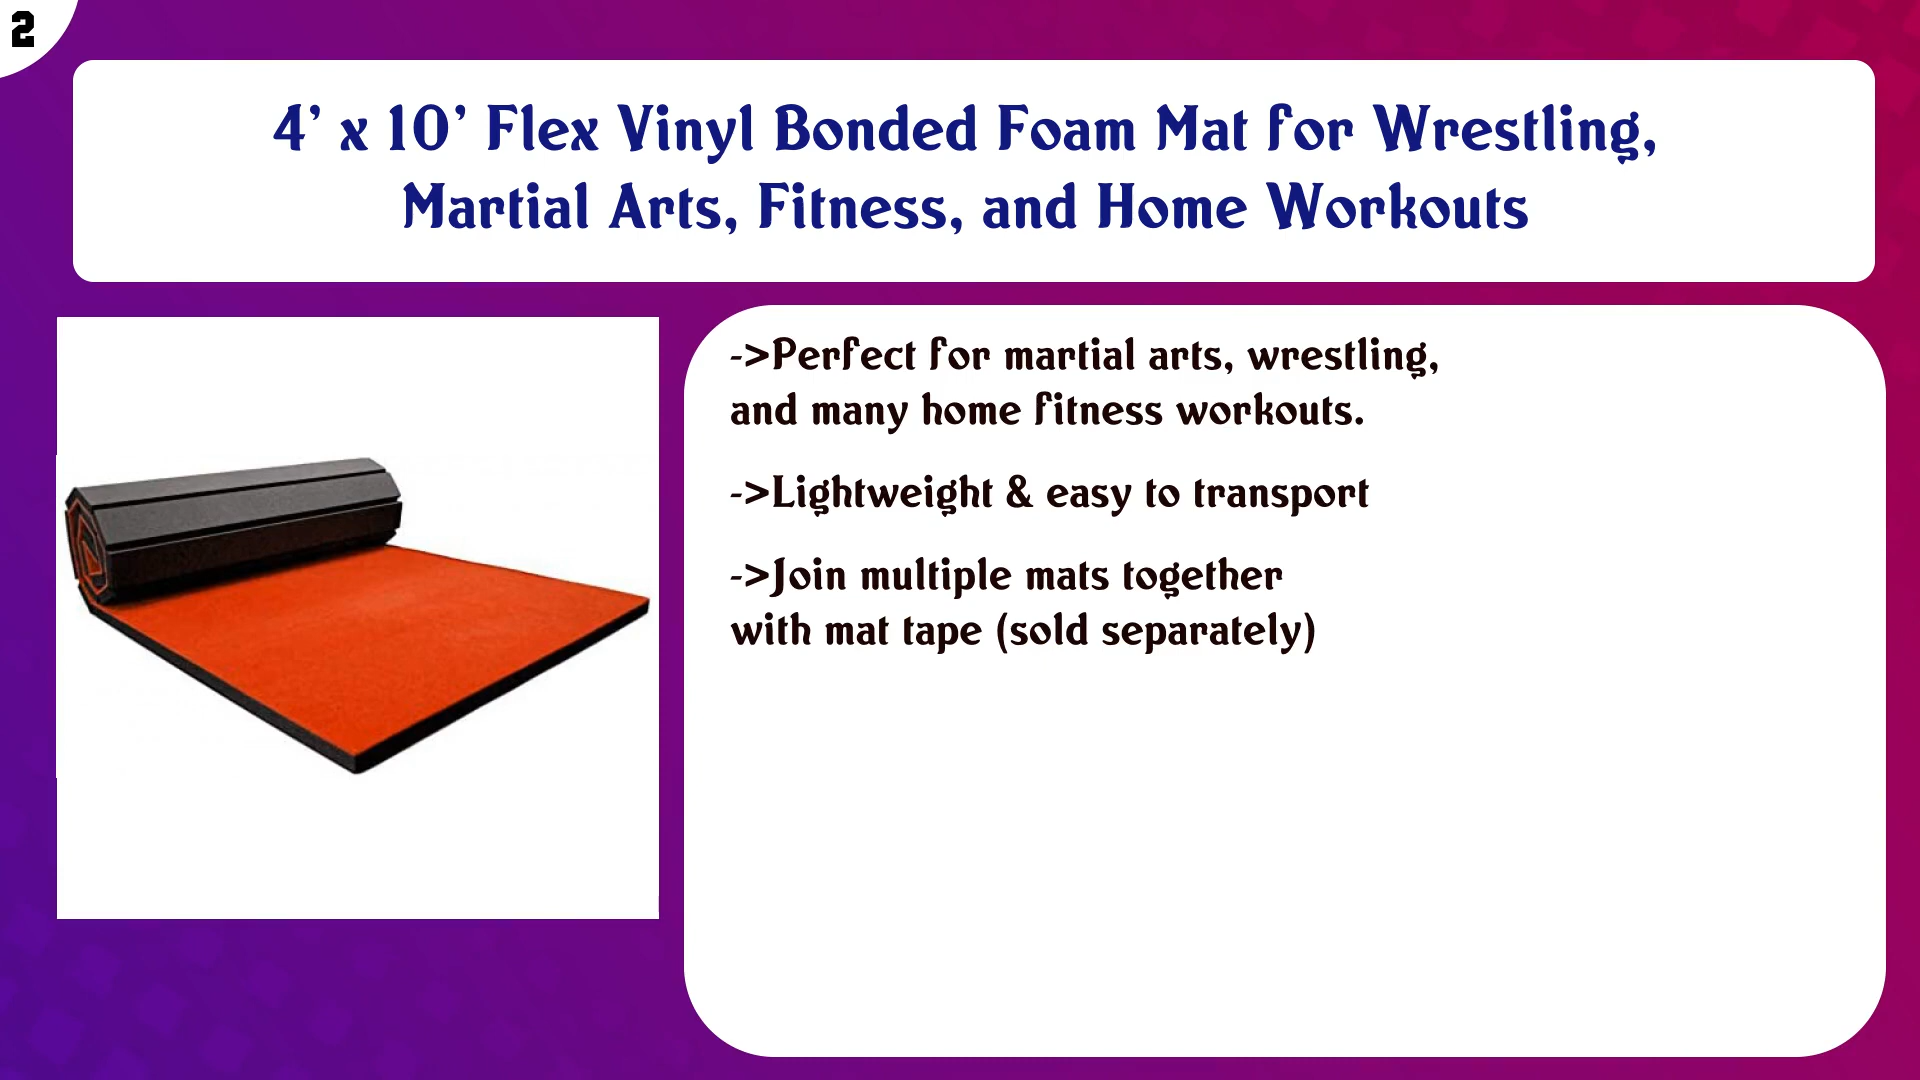 2
4’ x 10’ Flex Vinyl Bonded Foam Mat for Wrestling,
Martial Arts, Fitness, and Home Workouts
->Perfect for martial arts, wrestling,
and many home fitness workouts.
->Lightweight & easy to transport
->Join multiple mats together
with mat tape (sold separately)